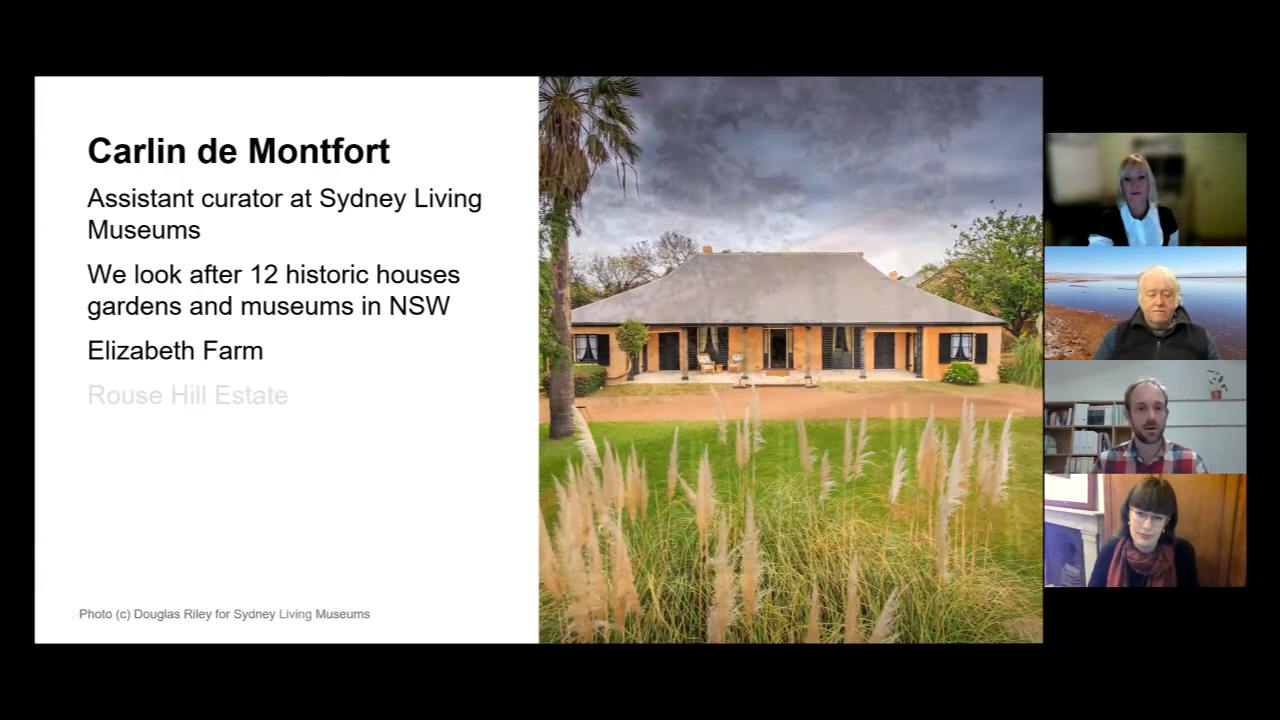 Carlin de Montfort
Assistant curator at Sydney Living
Museums
We look after 12 historic houses
gardens and museums in NSW
Elizabeth Farm
Rouse Hill Estate
Photo (c) Douglas Riley for Sydney Living Museums